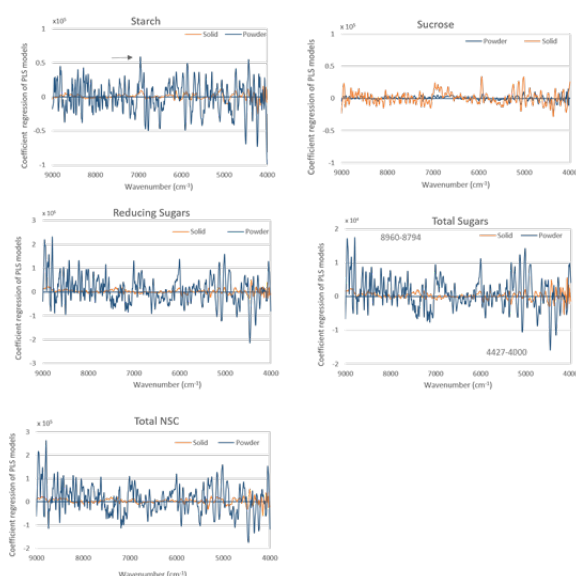 Starch
x 10⁵
Solid
Powder
Coefficient regression of PLS models
1
0.5
0
-0.5
-1
9000 8000 7000 6000 5000 4000
Wavenumber (cm⁻¹)
Sucrose
x 10⁵
Powder
Solid
Coefficient regression of PLS models
1
0.5
0
-0.5
-1
9000 8000 7000 6000 5000 4000
Wavenumber (cm⁻¹)
Reducing Sugars
x 10⁵
Solid
Powder
Coefficient regression of PLS models
3
2
1
0
-1
-2
-3
9000 8000 7000 6000 5000 4000
Wavenumber (cm⁻¹)
Total Sugars
8960-8794
Solid
Powder
Coefficient regression of PLS models
2
1
0
-1
-2
4427-4000
9000 8000 7000 6000 5000 4000
Wavenumber (cm⁻¹)
Total NSC
x 10⁵
Solid
Powder
Coefficient regression of PLS models
3
2
1
0
-1
-2
9000 8000 7000 6000 5000 4000
Wavenumber (cm⁻¹)